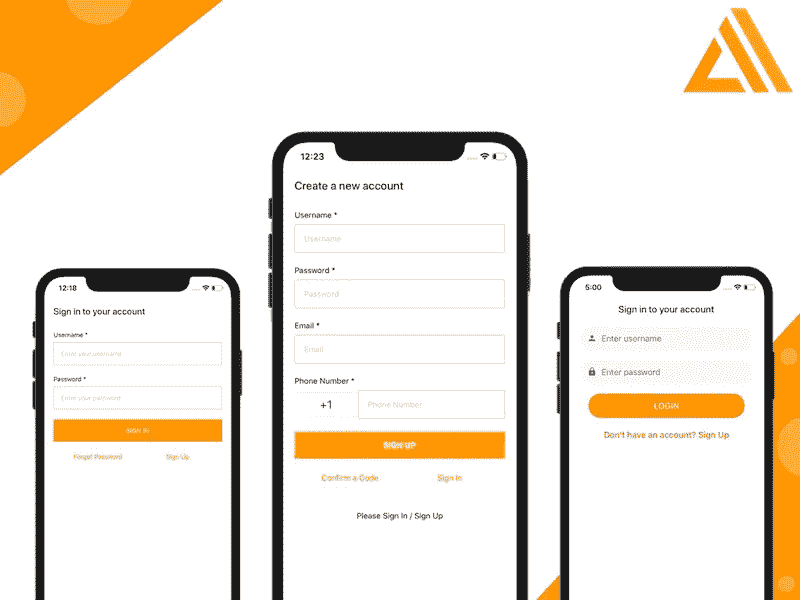 12:18
Sign in to your account
Username *
Enter your username
Password *
Enter your password
SIGN IN
Forgot Password
Sign Up
12:23
Create a new account
Username *
Username
Password *
Password
Email *
Email
Phone Number *
+1
Phone Number
SIGN UP
Confirm a Code
Sign In
Please Sign In / Sign Up
5:00
Sign in to your account
Enter username
Enter password
LOGIN
Don't have an account? Sign Up